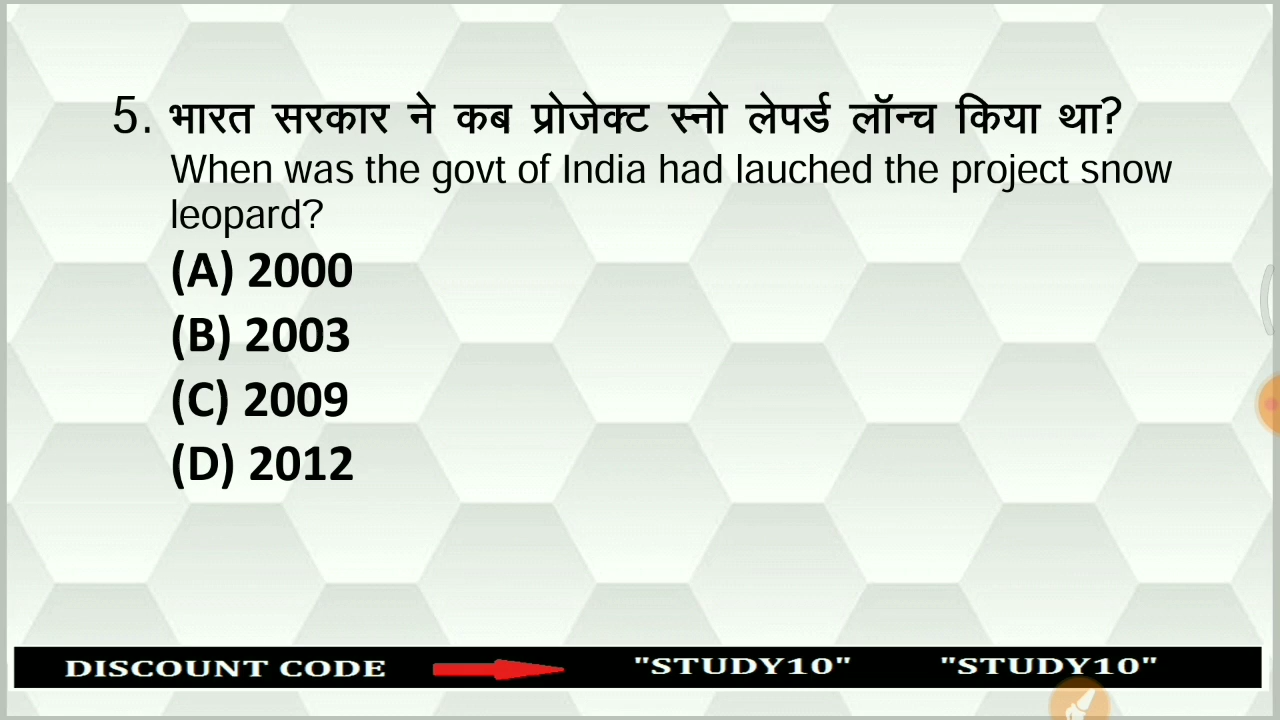 5. भारत सरकार ने कब प्रोजेक्ट स्नो लेपर्ड लॉन्च किया था?
When was the govt of India had lauched the project snow
leopard?
(A) 2000
(B) 2003
(C) 2009
(D) 2012
DISCOUNT CODE "STUDY10" "STUDY10"